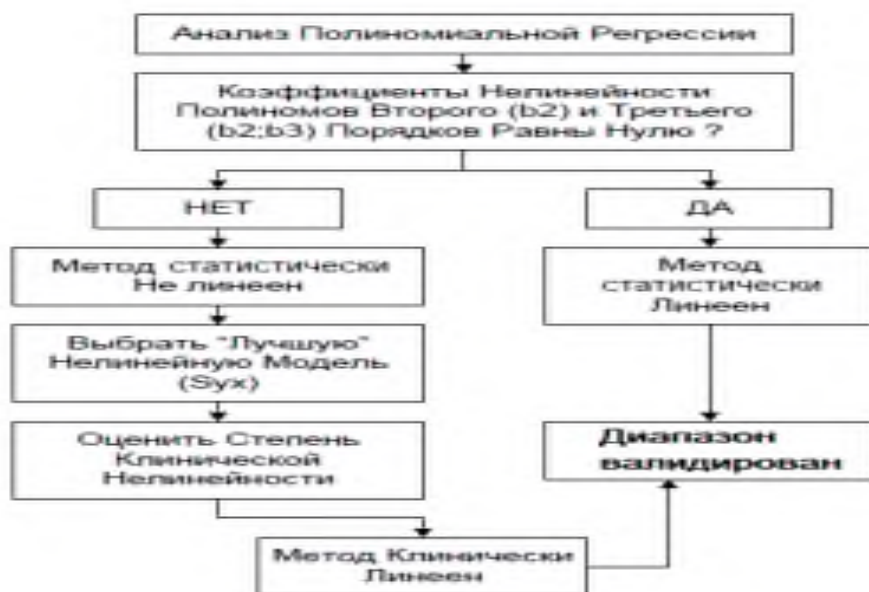 Анализ Полиномиальной Регрессии
Коэффициенты Нелинейности
Полиномов Второго (b2) и Третьего
(b2;b3) Порядков Равны Нулю ?
НЕТ
ДА
Метод статистически
Не линеен
Метод
статистически
Линеен
Выбрать "Лучшую"
Нелинейную Модель
(Syx)
Оценить Степень
Клинической
Нелинейности
Диапазон
валидирован
Метод Клинически
Линеен